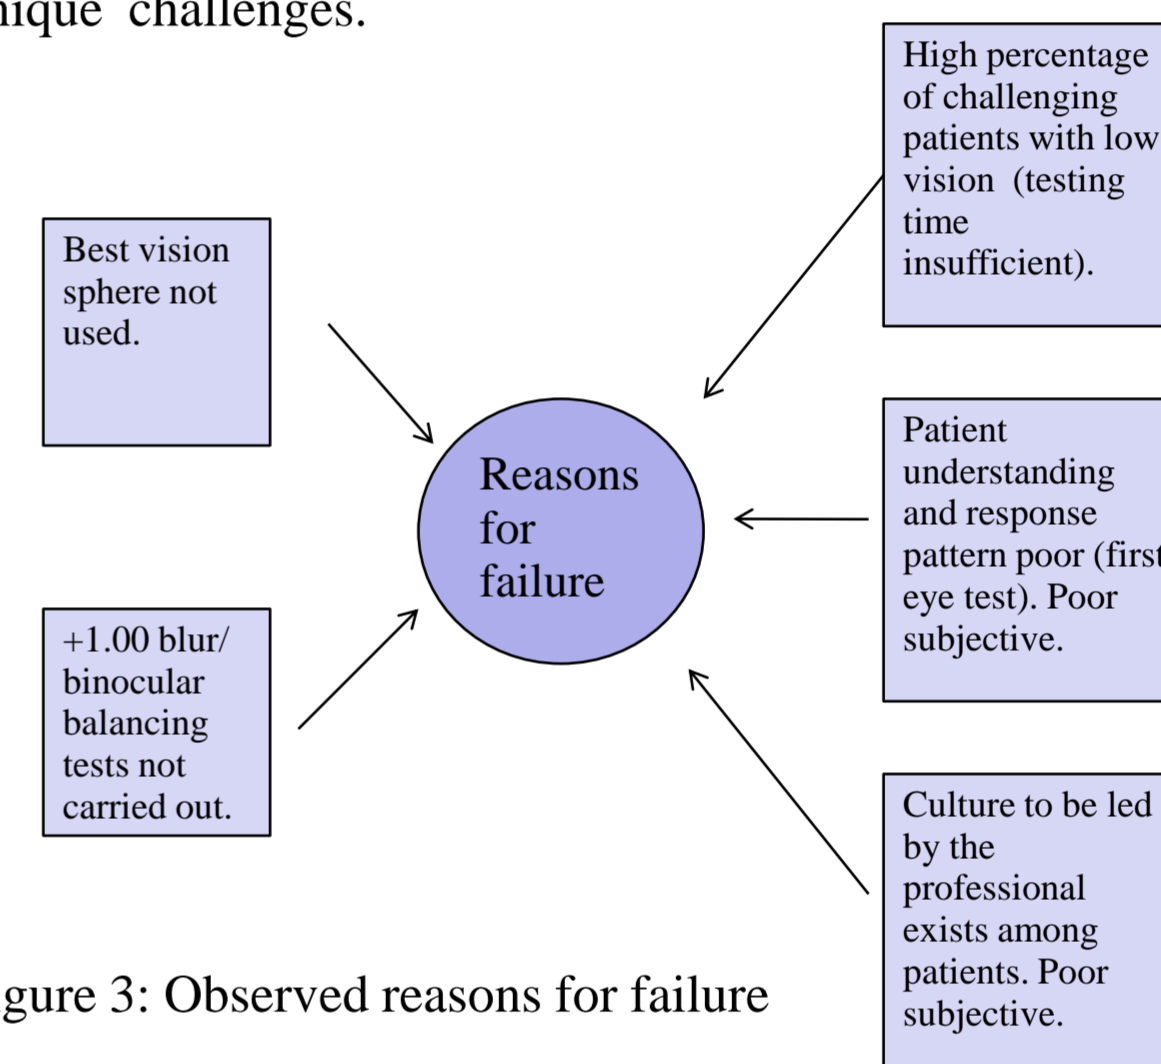 challenges.
High percentage
of challenging
patients with low
vision (testing
time
insufficient).
Best vision
sphere not
used.
Reasons
for
failure
Patient
understanding
and response
pattern poor (first
eye test). Poor
subjective.
+1.00 blur/
binocular
balancing
tests not
carried out.
Culture to be led
by the
professional
exists among
patients. Poor
subjective.
gure 3: Observed reasons for failure